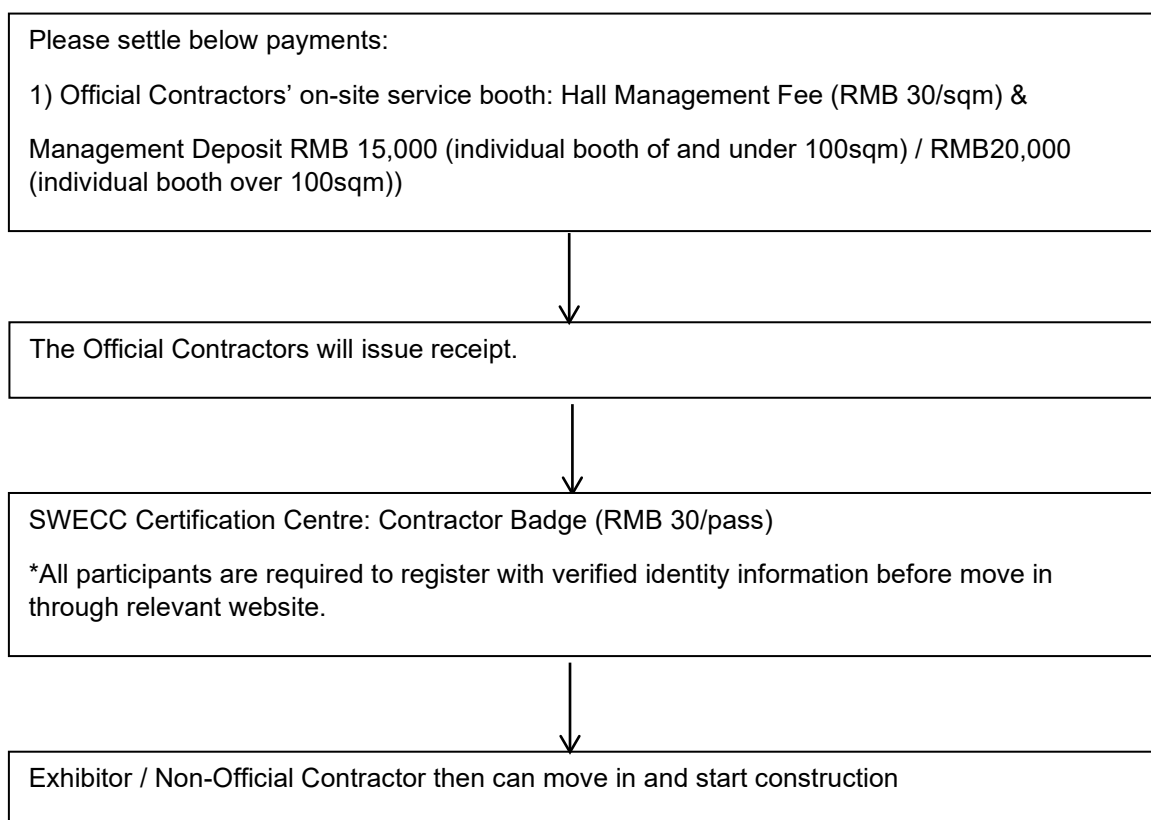 Please settle below payments:
1) Official Contractors’ on-site service booth: Hall Management Fee (RMB 30/sqm) &
Management Deposit RMB 15,000 (individual booth of and under 100sqm) / RMB20,000
(individual booth over 100sqm))
The Official Contractors will issue receipt.
SWECC Certification Centre: Contractor Badge (RMB 30/pass)
*All participants are required to register with verified identity information before move in
through relevant website.
Exhibitor / Non-Official Contractor then can move in and start construction